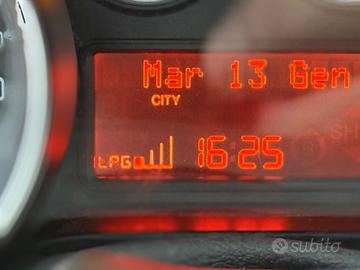 Mar 13 Gen
CITY
LPG 16:25
subito